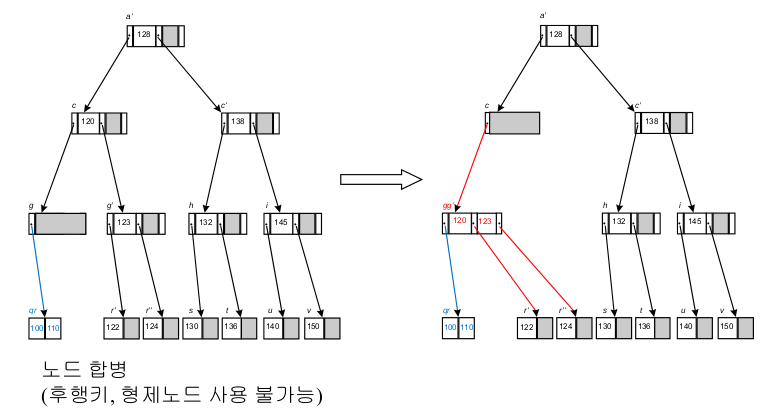 a' a'
128 128
c c' c c'
120 138 138
g g' h i gg' h i
123 132 145 120 123 132 145
qr r' r'' s t u v qr r' r'' s t u v
100 110 122 124 130 136 140 150 100 110 122 124 130 136 140 150
노드 합병
(후행키, 형제노드 사용 불가능)